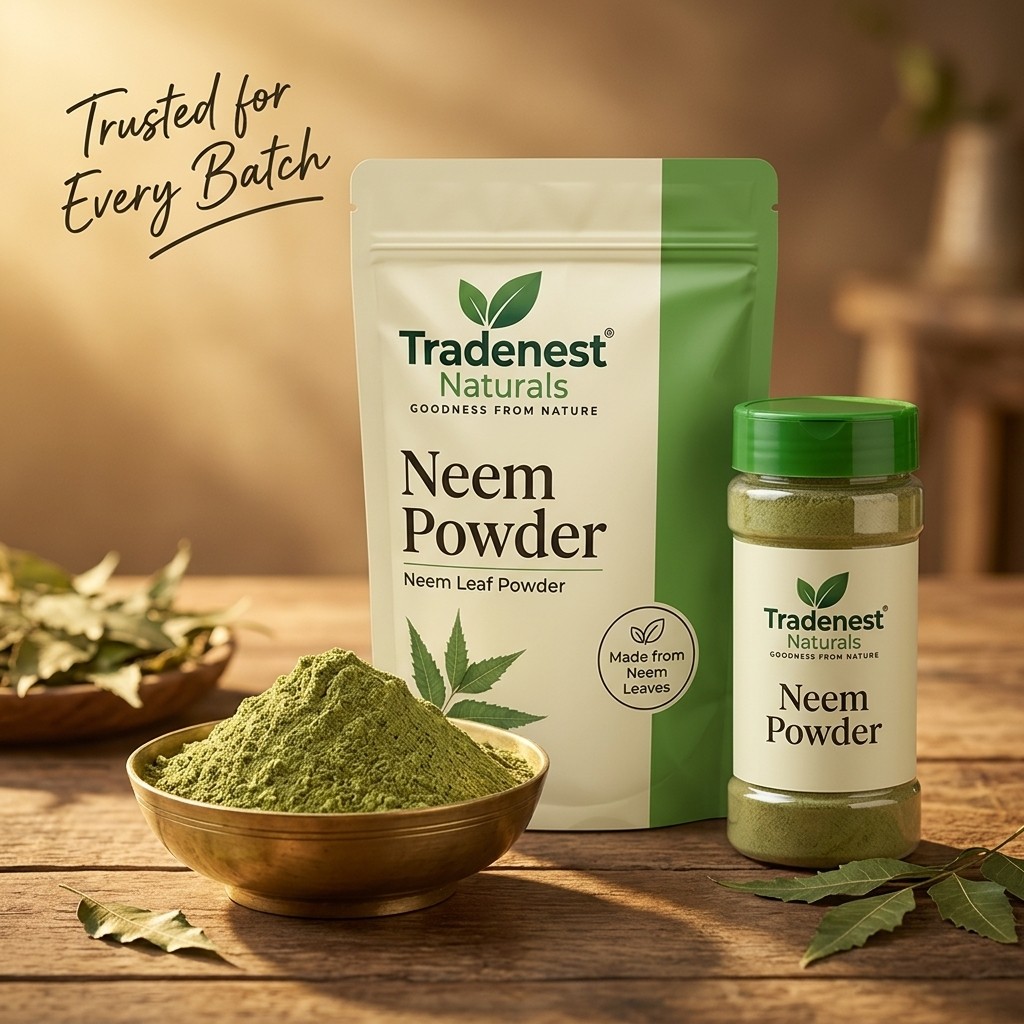 Trusted for
Every Batch
Tradenest®
Naturals
GOODNESS FROM NATURE
Neem
Powder
Neem Leaf Powder
Made from
Neem
Leaves
Tradenest®
Naturals
GOODNESS FROM NATURE
Neem
Powder